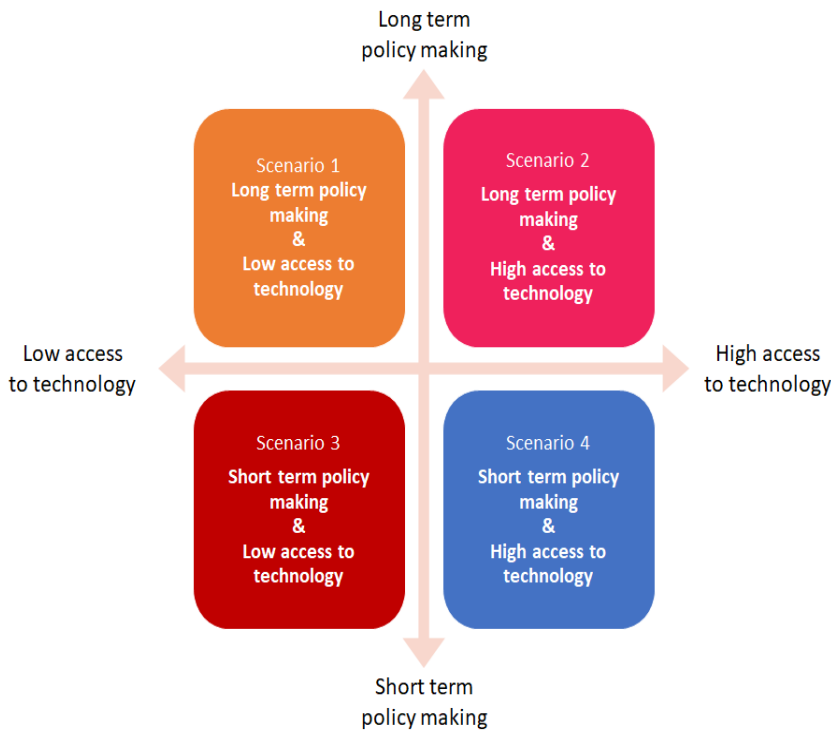 Long term
policy making
Scenario 1
Long term policy
making
&
Low access to
technology
Scenario 2
Long term policy
making
&
High access to
technology
Low access
to technology
High access
to technology
Scenario 3
Short term policy
making
&
Low access to
technology
Scenario 4
Short term policy
making
&
High access to
technology
Short term
policy making